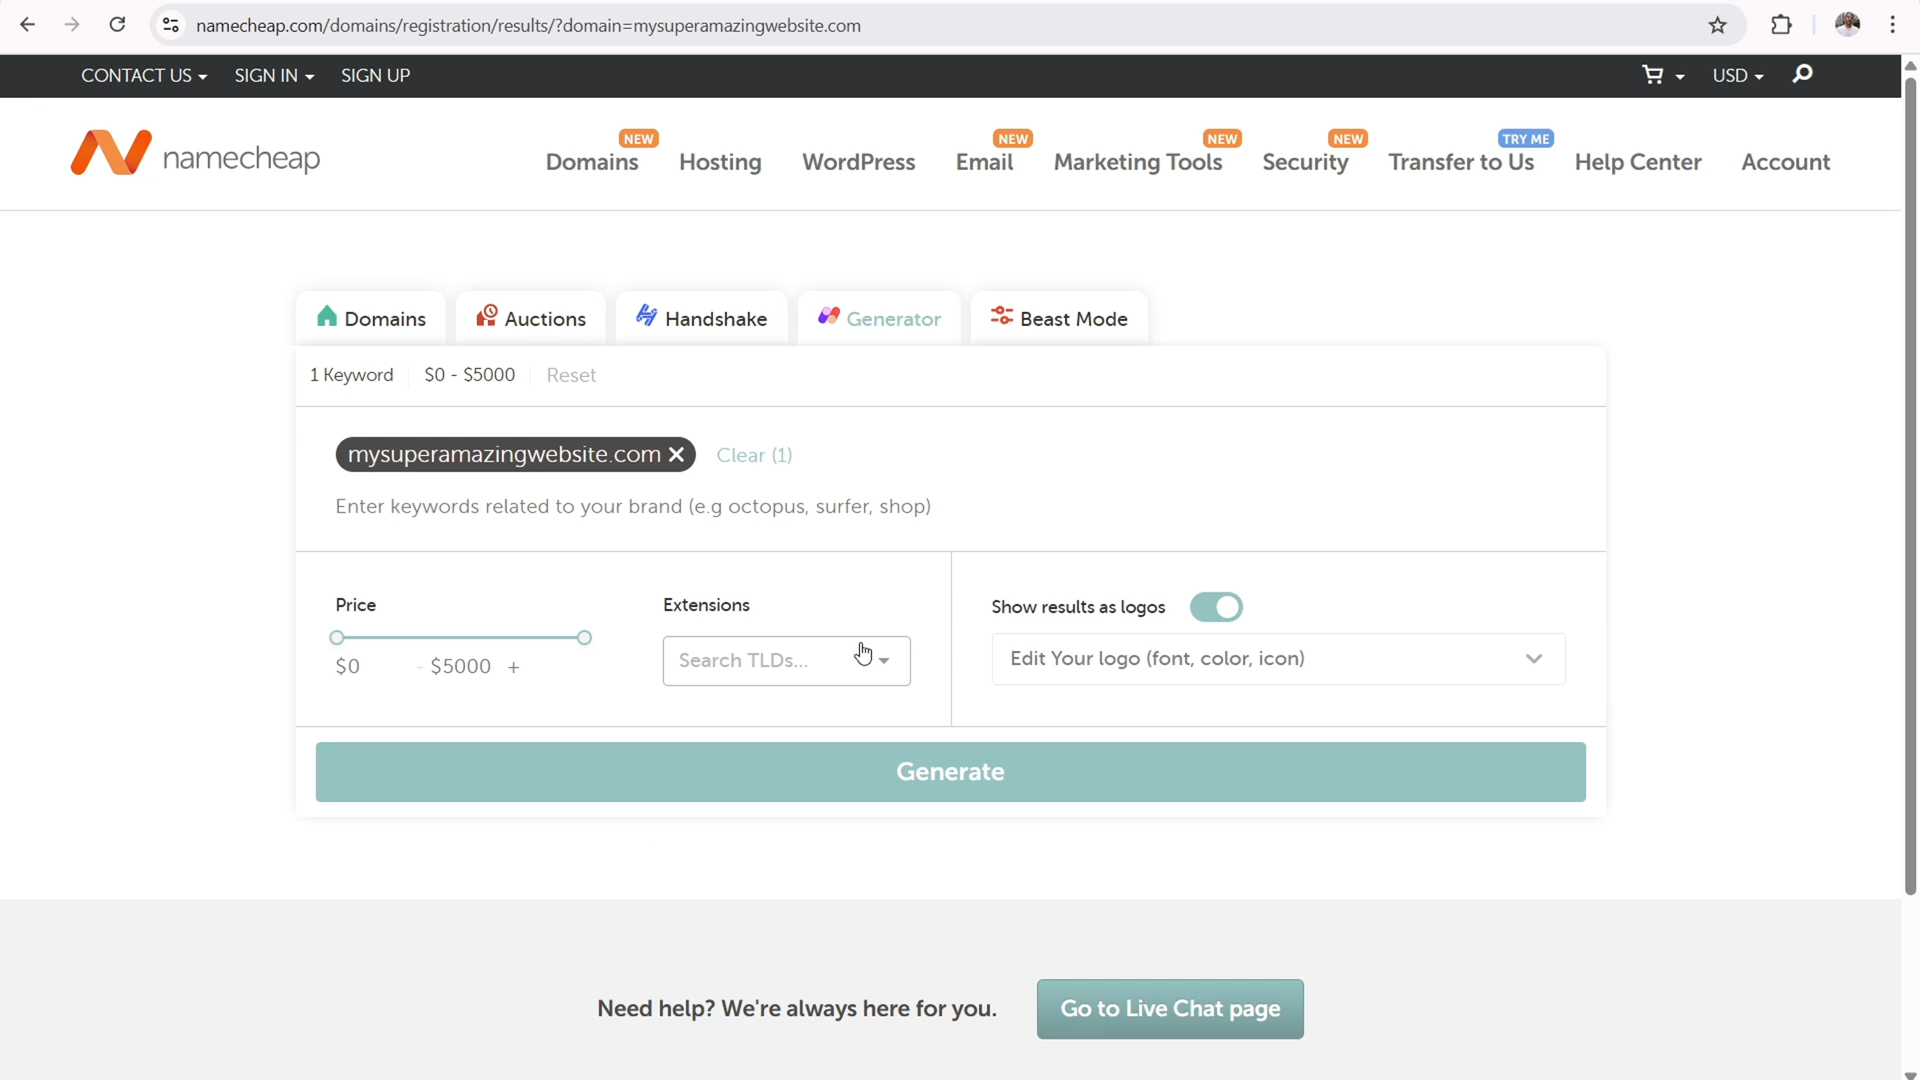 namecheap.com/domains/registration/results/?domain=mysuperamazingwebsite.com
CONTACT US SIGN IN SIGN UP USD
namecheap
Domains NEW Hosting WordPress Email NEW Marketing Tools NEW Security NEW Transfer to Us TRY ME Help Center Account
Domains Auctions Handshake Generator Beast Mode
1 Keyword $0 - $5000 Reset
mysuperamazingwebsite.com Clear (1)
Enter keywords related to your brand (e.g octopus, surfer, shop)
Price Extensions Show results as logos
$0 - $5000 + Search TLDs... Edit Your logo (font, color, icon)
Generate
Need help? We're always here for you. Go to Live Chat page